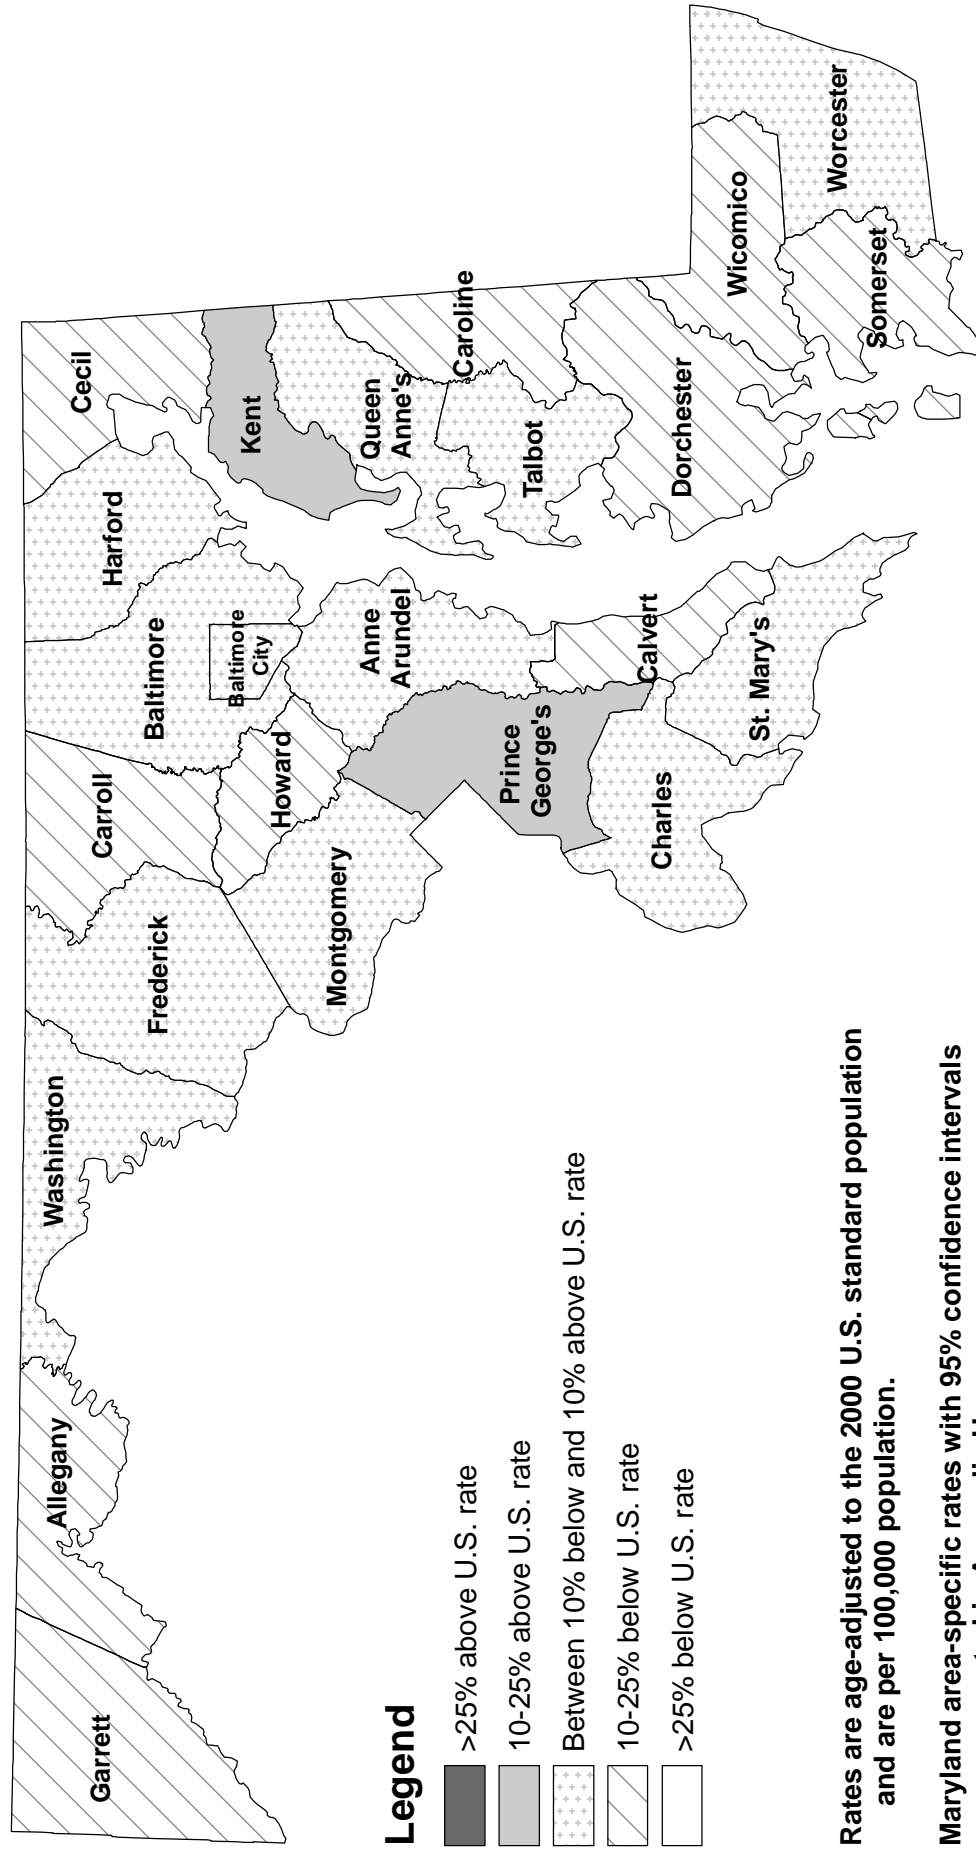 Garrett
Allegany
Washington
Frederick
Carroll
Baltimore
Harford
Cecil
Baltimore
City
Howard
Montgomery
Anne
Arundel
Kent
Queen
Anne's
Caroline
Talbot
Prince
George's
Calvert
Charles
St. Mary's
Dorchester
Wicomico
Somerset
Worcester
Legend
>25% above U.S. rate
10-25% above U.S. rate
Between 10% below and 10% above U.S. rate
10-25% below U.S. rate
>25% below U.S. rate
Rates are age-adjusted to the 2000 U.S. standard population
and are per 100,000 population.
Maryland area-specific rates with 95% confidence intervals